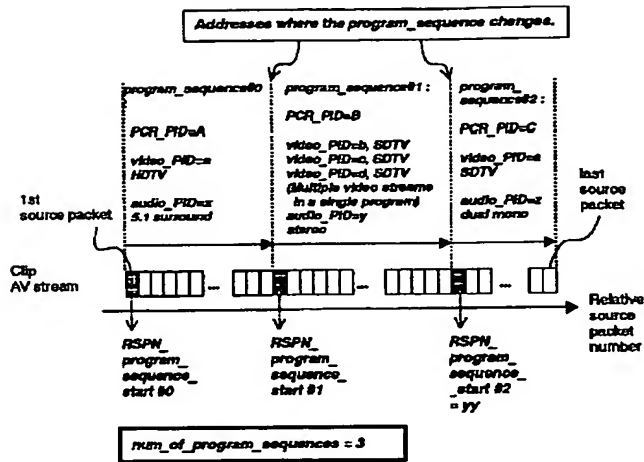 Addresses where the program_sequence changes.
program_sequence#0
PCR_PID=A
video_PID=a
HDTV
audio_PID=x
5.1 surround
program_sequence#1 :
PCR_PID=B
video_PID=b, SDTV
video_PID=c, SDTV
video_PID=d, SDTV
(Multiple video streams
in a single program)
audio_PID=y
stereo
program_
sequence#2 :
PCR_PID=C
video_PID=a
SDTV
audio_PID=z
dual mono
1st
source packet
last
source
packet
Clip
AV stream
...
...
...
Relative
source
packet
number
RSPN_
program_
sequence_
start #0
RSPN_
program_
sequence_
start #1
RSPN_
program_
sequence_
_start #2
= yy
num_of_program_sequences = 3